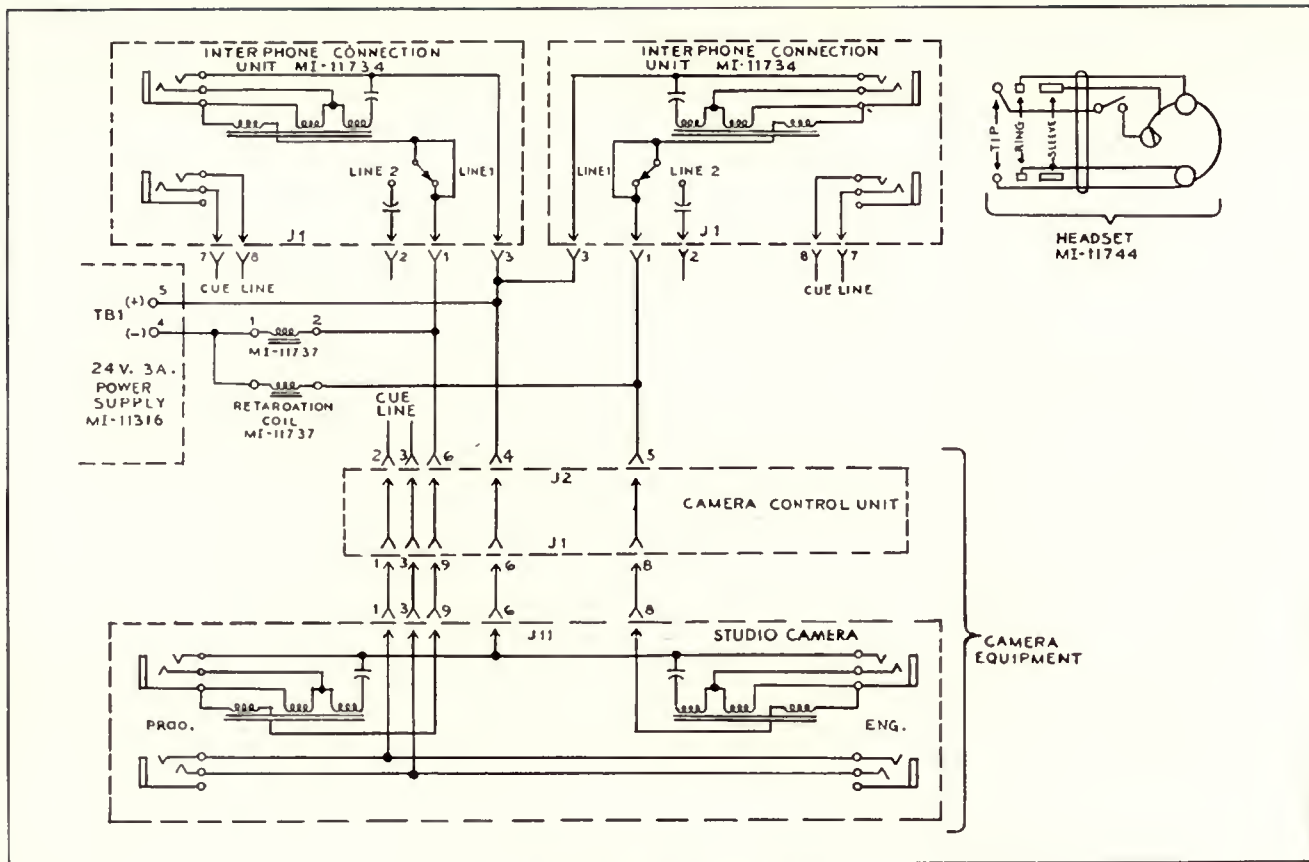 INTERPHONE CONNECTION
UNIT MI-11734
LINE 2
LINE 1
J1
7 8 2 1 3
CUE LINE
INTERPHONE CONNECTION
UNIT MI-11734
LINE 1
LINE 2
J1
3 1 2 8 7
CUE LINE
TIP
RING
SLEEVE
HEADSET
MI-11744
5
(+)
TB1
(-) 4
24V. 3A.
POWER
SUPPLY
MI-11316
1 2
MI-11737
RETARDATION
COIL
MI-11737
CUE
LINE
2 3 6 4 5
J2
CAMERA CONTROL UNIT
J1
1 3 9 6 8
1 3 9 6 8
J11
STUDIO CAMERA
PROD.
ENG.
CAMERA
EQUIPMENT